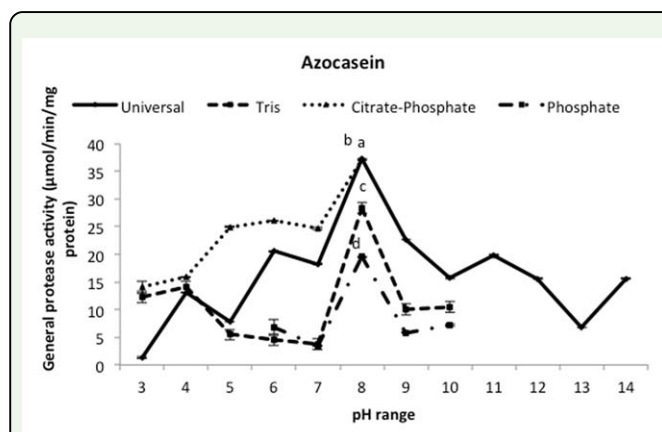 Azocasein
Universal Tris Citrate-Phosphate Phosphate
General protease activity (μmol/min/mg
protein)
40
35
30
25
20
15
10
5
0
b a
c
d
3 4 5 6 7 8 9 10 11 12 13 14
pH range